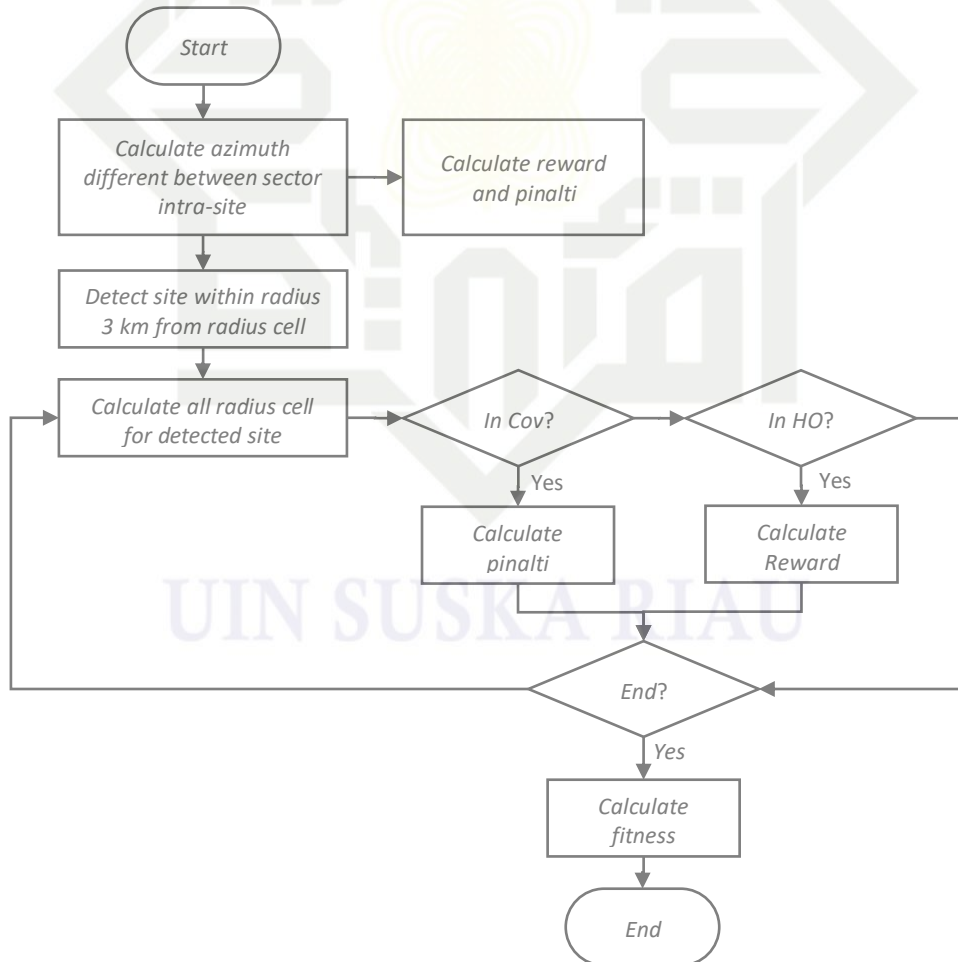 Start
Calculate azimuth
different between sector
intra-site
Calculate reward
and pinalti
Detect site within radius
3 km from radius cell
Calculate all radius cell
for detected site
In Cov?
In HO?
Yes
Yes
Calculate
pinalti
Calculate
Reward
UIN SUSKA RIAU
End?
Yes
Calculate
fitness
End